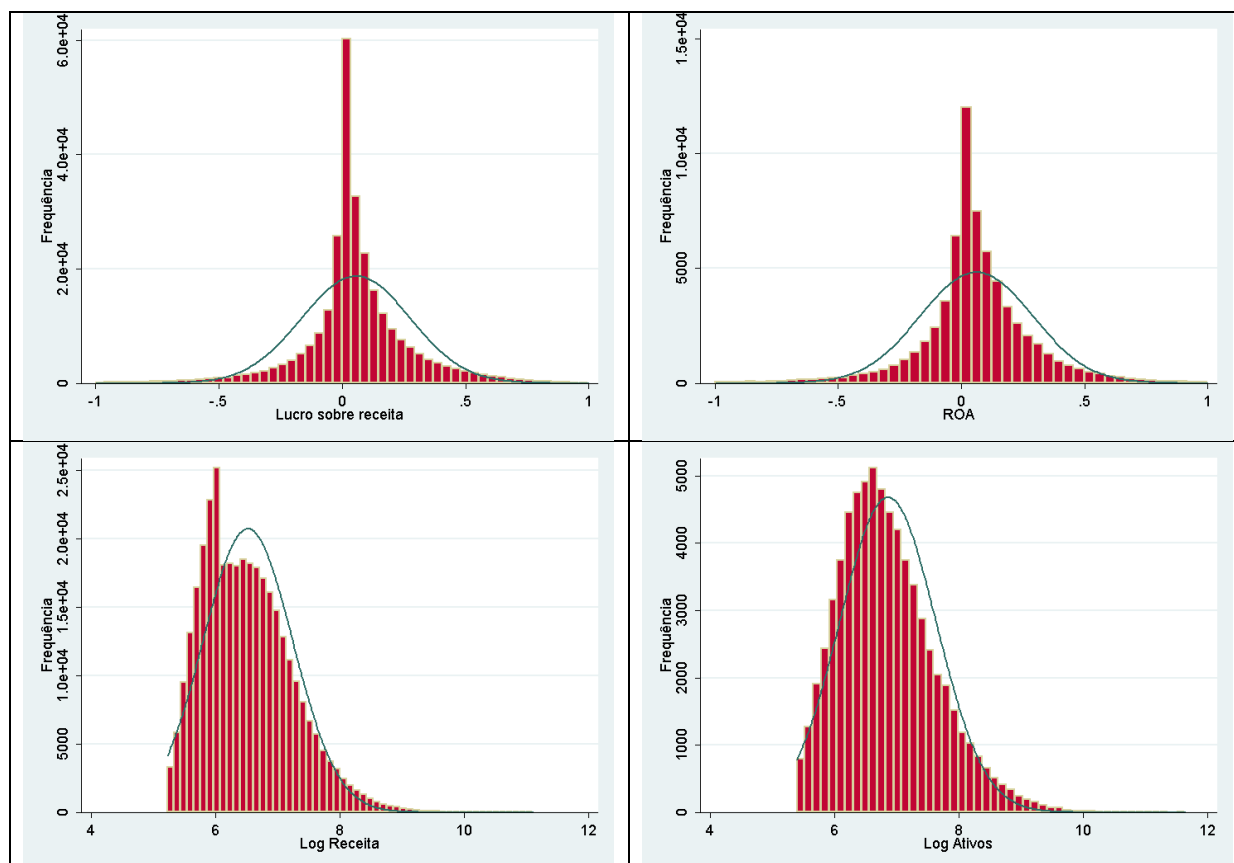 Frequência
0
2.0e+04
4.0e+04
6.0e+04
-1
-.5
0
.5
1
Lucro sobre receita
Frequência
0
5000
1.0e+04
1.5e+04
-1
-.5
0
.5
1
ROA
Frequência
0
5000
1.0e+04
1.5e+04
2.0e+04
2.5e+04
4
6
8
10
12
Log Receita
Frequência
0
1000
2000
3000
4000
5000
4
6
8
10
12
Log Ativos